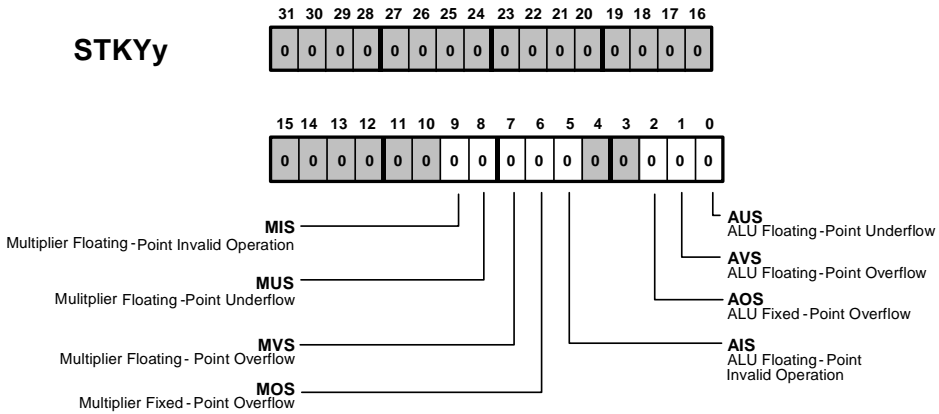 31 30 29 28 27 26 25 24 23 22 21 20 19 18 17 16
STKYy
0 0 0 0 0 0 0 0 0 0 0 0 0 0 0 0
15 14 13 12 11 10 9 8 7 6 5 4 3 2 1 0
0 0 0 0 0 0 0 0 0 0 0 0 0 0 0 0
MIS
Multiplier Floating-Point Invalid Operation
MUS
Mulitplier Floating-Point Underflow
MVS
Multiplier Floating-Point Overflow
MOS
Multiplier Fixed-Point Overflow
AUS
ALU Floating-Point Underflow
AVS
ALU Floating-Point Overflow
AOS
ALU Fixed-Point Overflow
AIS
ALU Floating-Point
Invalid Operation